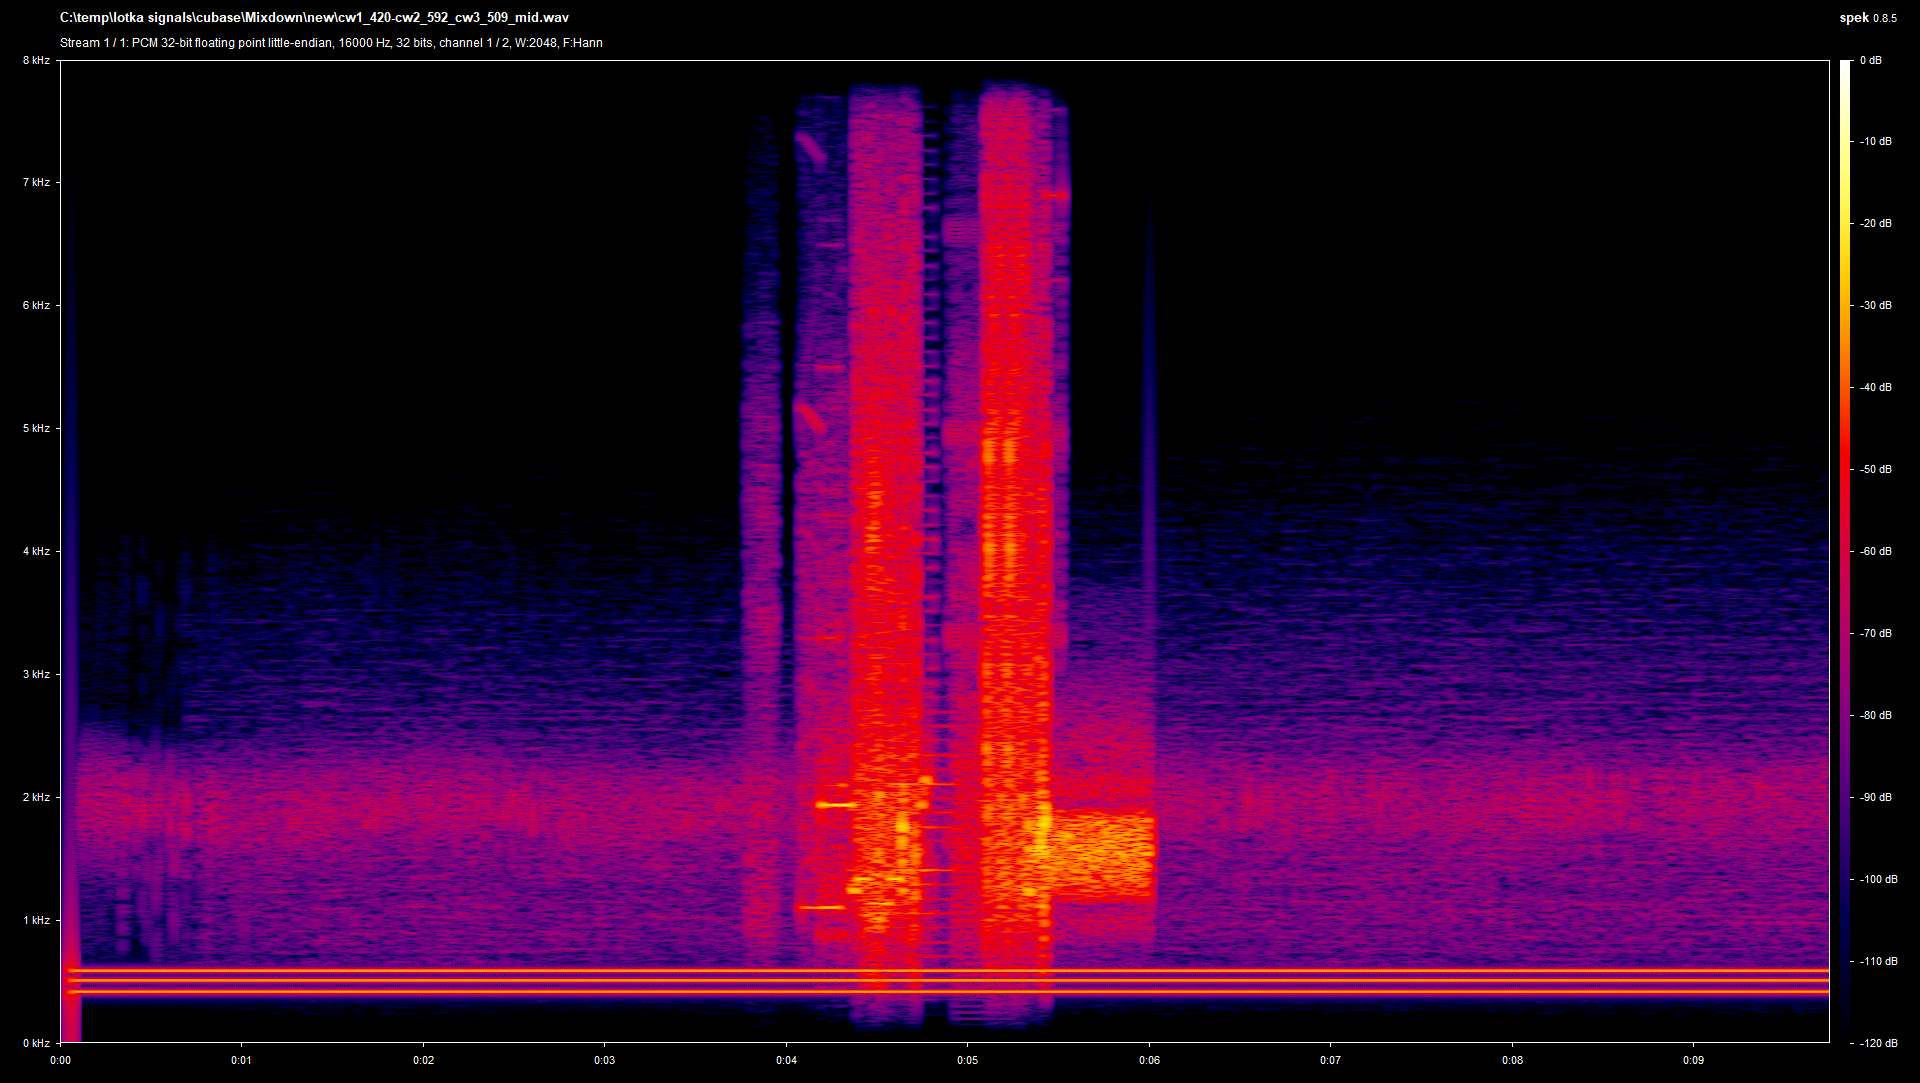 C:\temp\lotka signals\cubase\Mixdown\new\cw1_420-cw2_592_cw3_509_mid.wav
spek 0.8.5
Stream 1 / 1: PCM 32-bit floating point little-endian, 16000 Hz, 32 bits, channel 1 / 2, W:2048, F:Hann
8 kHz
7 kHz
6 kHz
5 kHz
4 kHz
3 kHz
2 kHz
1 kHz
0 kHz
0 dB
-10 dB
-20 dB
-30 dB
-40 dB
-50 dB
-60 dB
-70 dB
-80 dB
-90 dB
-100 dB
-110 dB
-120 dB
0:00 0:01 0:02 0:03 0:04 0:05 0:06 0:07 0:08 0:09